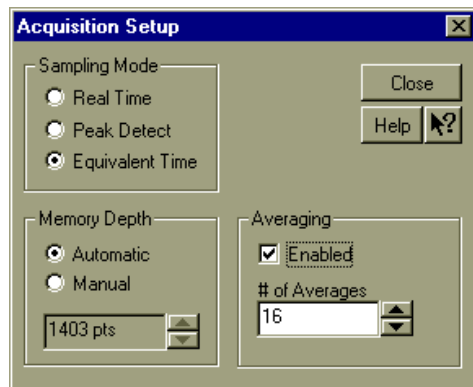 Acquisition Setup
Sampling Mode
Real Time
Peak Detect
Equivalent Time
Close
Help
Memory Depth
Automatic
Manual
1403 pts
Averaging
Enabled
# of Averages
16